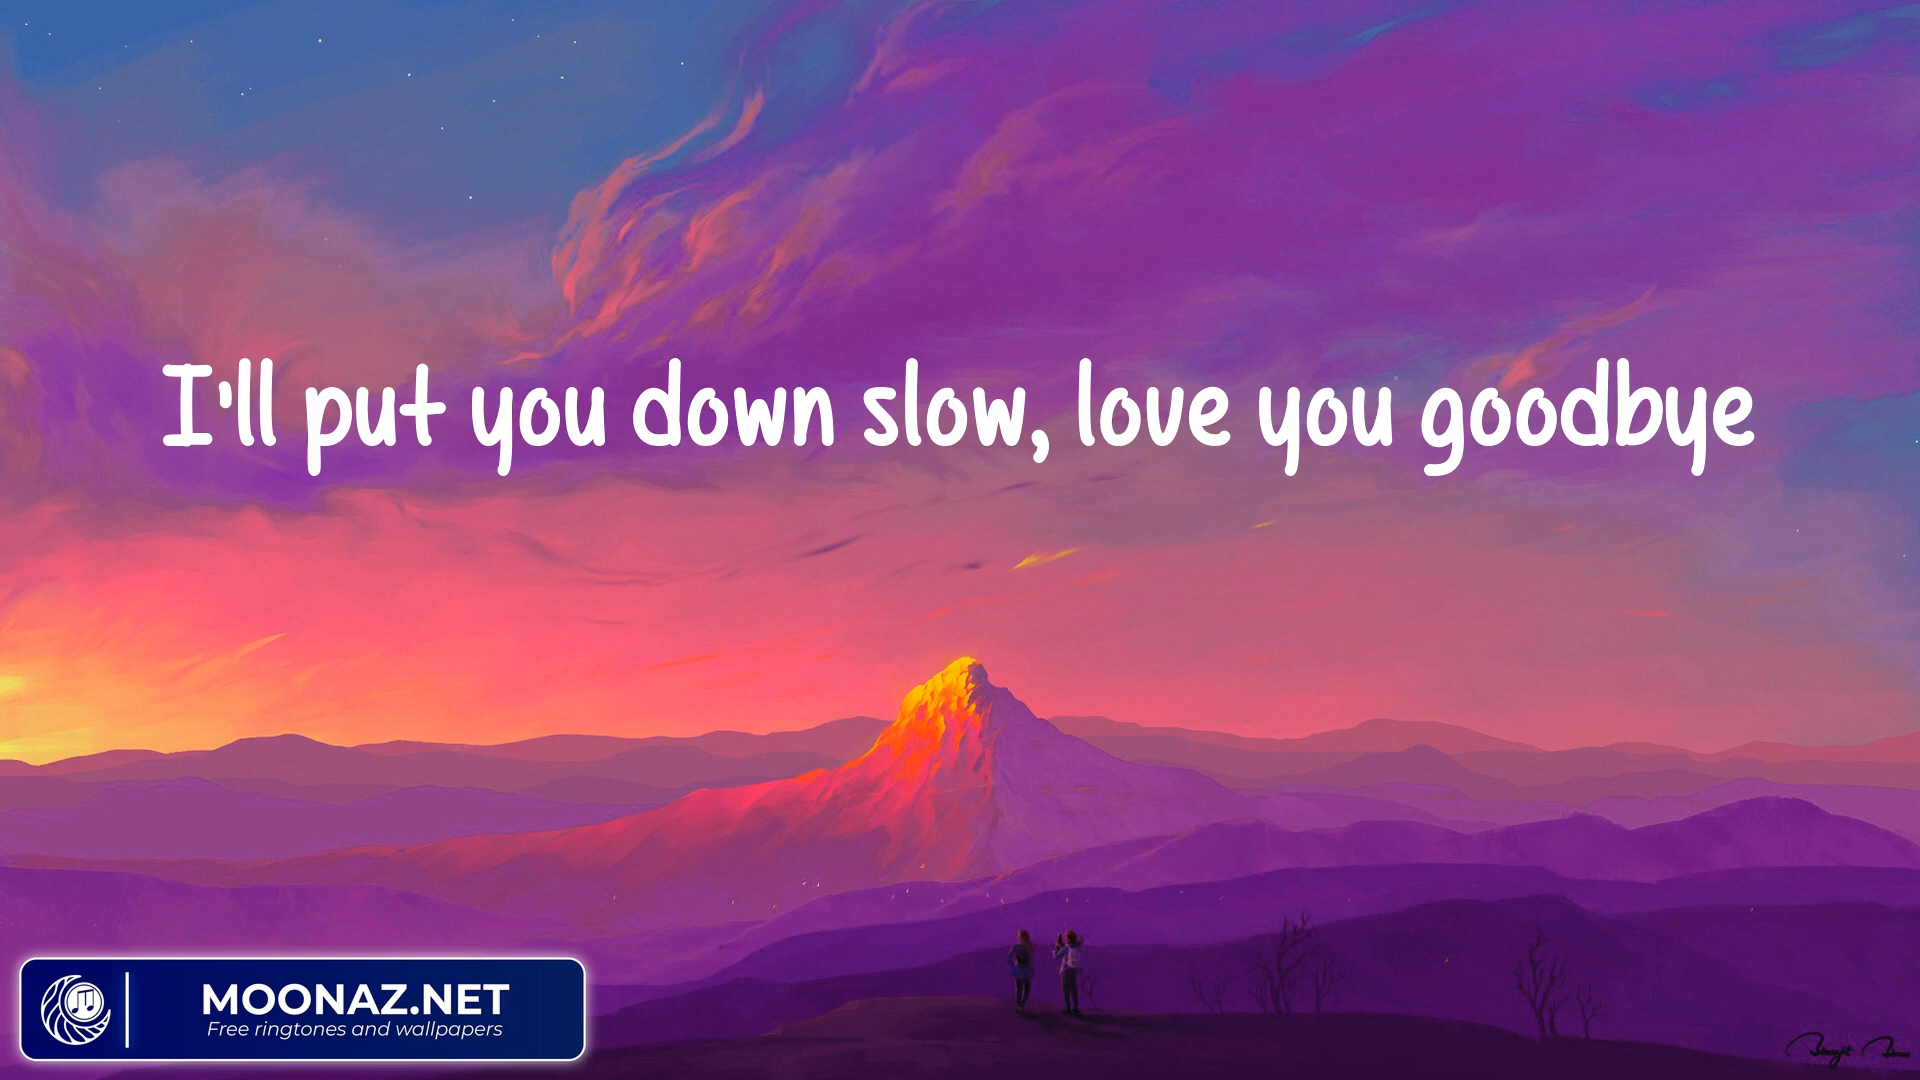 I'll put you down slow, love you goodbye
MOONAZ.NET
Free ringtones and wallpapers